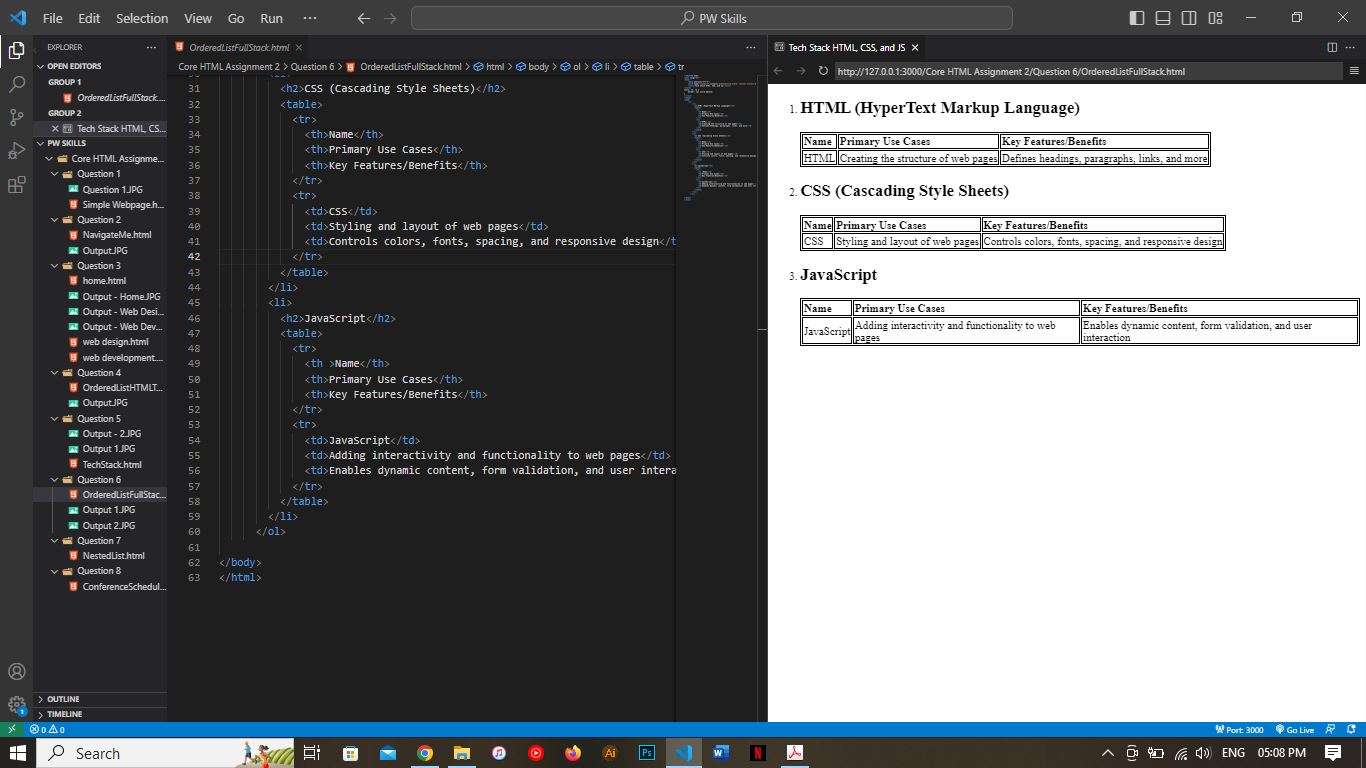 File Edit Selection View Go Run ··· PW Skills
EXPLORER
OPEN EDITORS
GROUP 1
OrderedListFullStack....
GROUP 2
Tech Stack HTML, CS...
PW SKILLS
Core HTML Assignme...
Question 1
Question 1.JPG
Simple Webpage.h...
Question 2
NavigateMe.html
Output.JPG
Question 3
home.html
Output - Home.JPG
Output - Web Desi...
Output - Web Dev...
web design.html
web development....
Question 4
OrderedListHTMLT...
Output.JPG
Question 5
Output - 2.JPG
Output 1.JPG
TechStack.html
Question 6
OrderedListFullStac...
Output 1.JPG
Output 2.JPG
Question 7
NestedList.html
Question 8
ConferenceSchedul...
OUTLINE
TIMELINE
OrderedListFullStack.html
Core HTML Assignment 2 > Question 6 > OrderedListFullStack.html > html > body > ol > li > table > tr
31 <h2>CSS (Cascading Style Sheets)</h2>
32 <table>
33 <tr>
34 <th>Name</th>
35 <th>Primary Use Cases</th>
36 <th>Key Features/Benefits</th>
37 </tr>
38 <tr>
39 <td>CSS</td>
40 <td>Styling and layout of web pages</td>
41 <td>Controls colors, fonts, spacing, and responsive design</t
42 </tr>
43 </table>
44 </li>
45 <li>
46 <h2>JavaScript</h2>
47 <table>
48 <tr>
49 <th >Name</th>
50 <th>Primary Use Cases</th>
51 <th>Key Features/Benefits</th>
52 </tr>
53 <tr>
54 <td>JavaScript</td>
55 <td>Adding interactivity and functionality to web pages</td>
56 <td>Enables dynamic content, form validation, and user intera
57 </tr>
58 </table>
59 </li>
60 </ol>
61
62 </body>
63 </html>
Tech Stack HTML, CSS, and JS
http://127.0.0.1:3000/Core HTML Assignment 2/Question 6/OrderedListFullStack.html
1. HTML (HyperText Markup Language)
Name Primary Use Cases Key Features/Benefits
HTML Creating the structure of web pages Defines headings, paragraphs, links, and more
2. CSS (Cascading Style Sheets)
Name Primary Use Cases Key Features/Benefits
CSS Styling and layout of web pages Controls colors, fonts, spacing, and responsive design
3. JavaScript
Name Primary Use Cases Key Features/Benefits
JavaScript Adding interactivity and functionality to web pages Enables dynamic content, form validation, and user interaction
1
0 0 Port: 3000 Go Live
Search Ai Ps W N ENG 05:08 PM